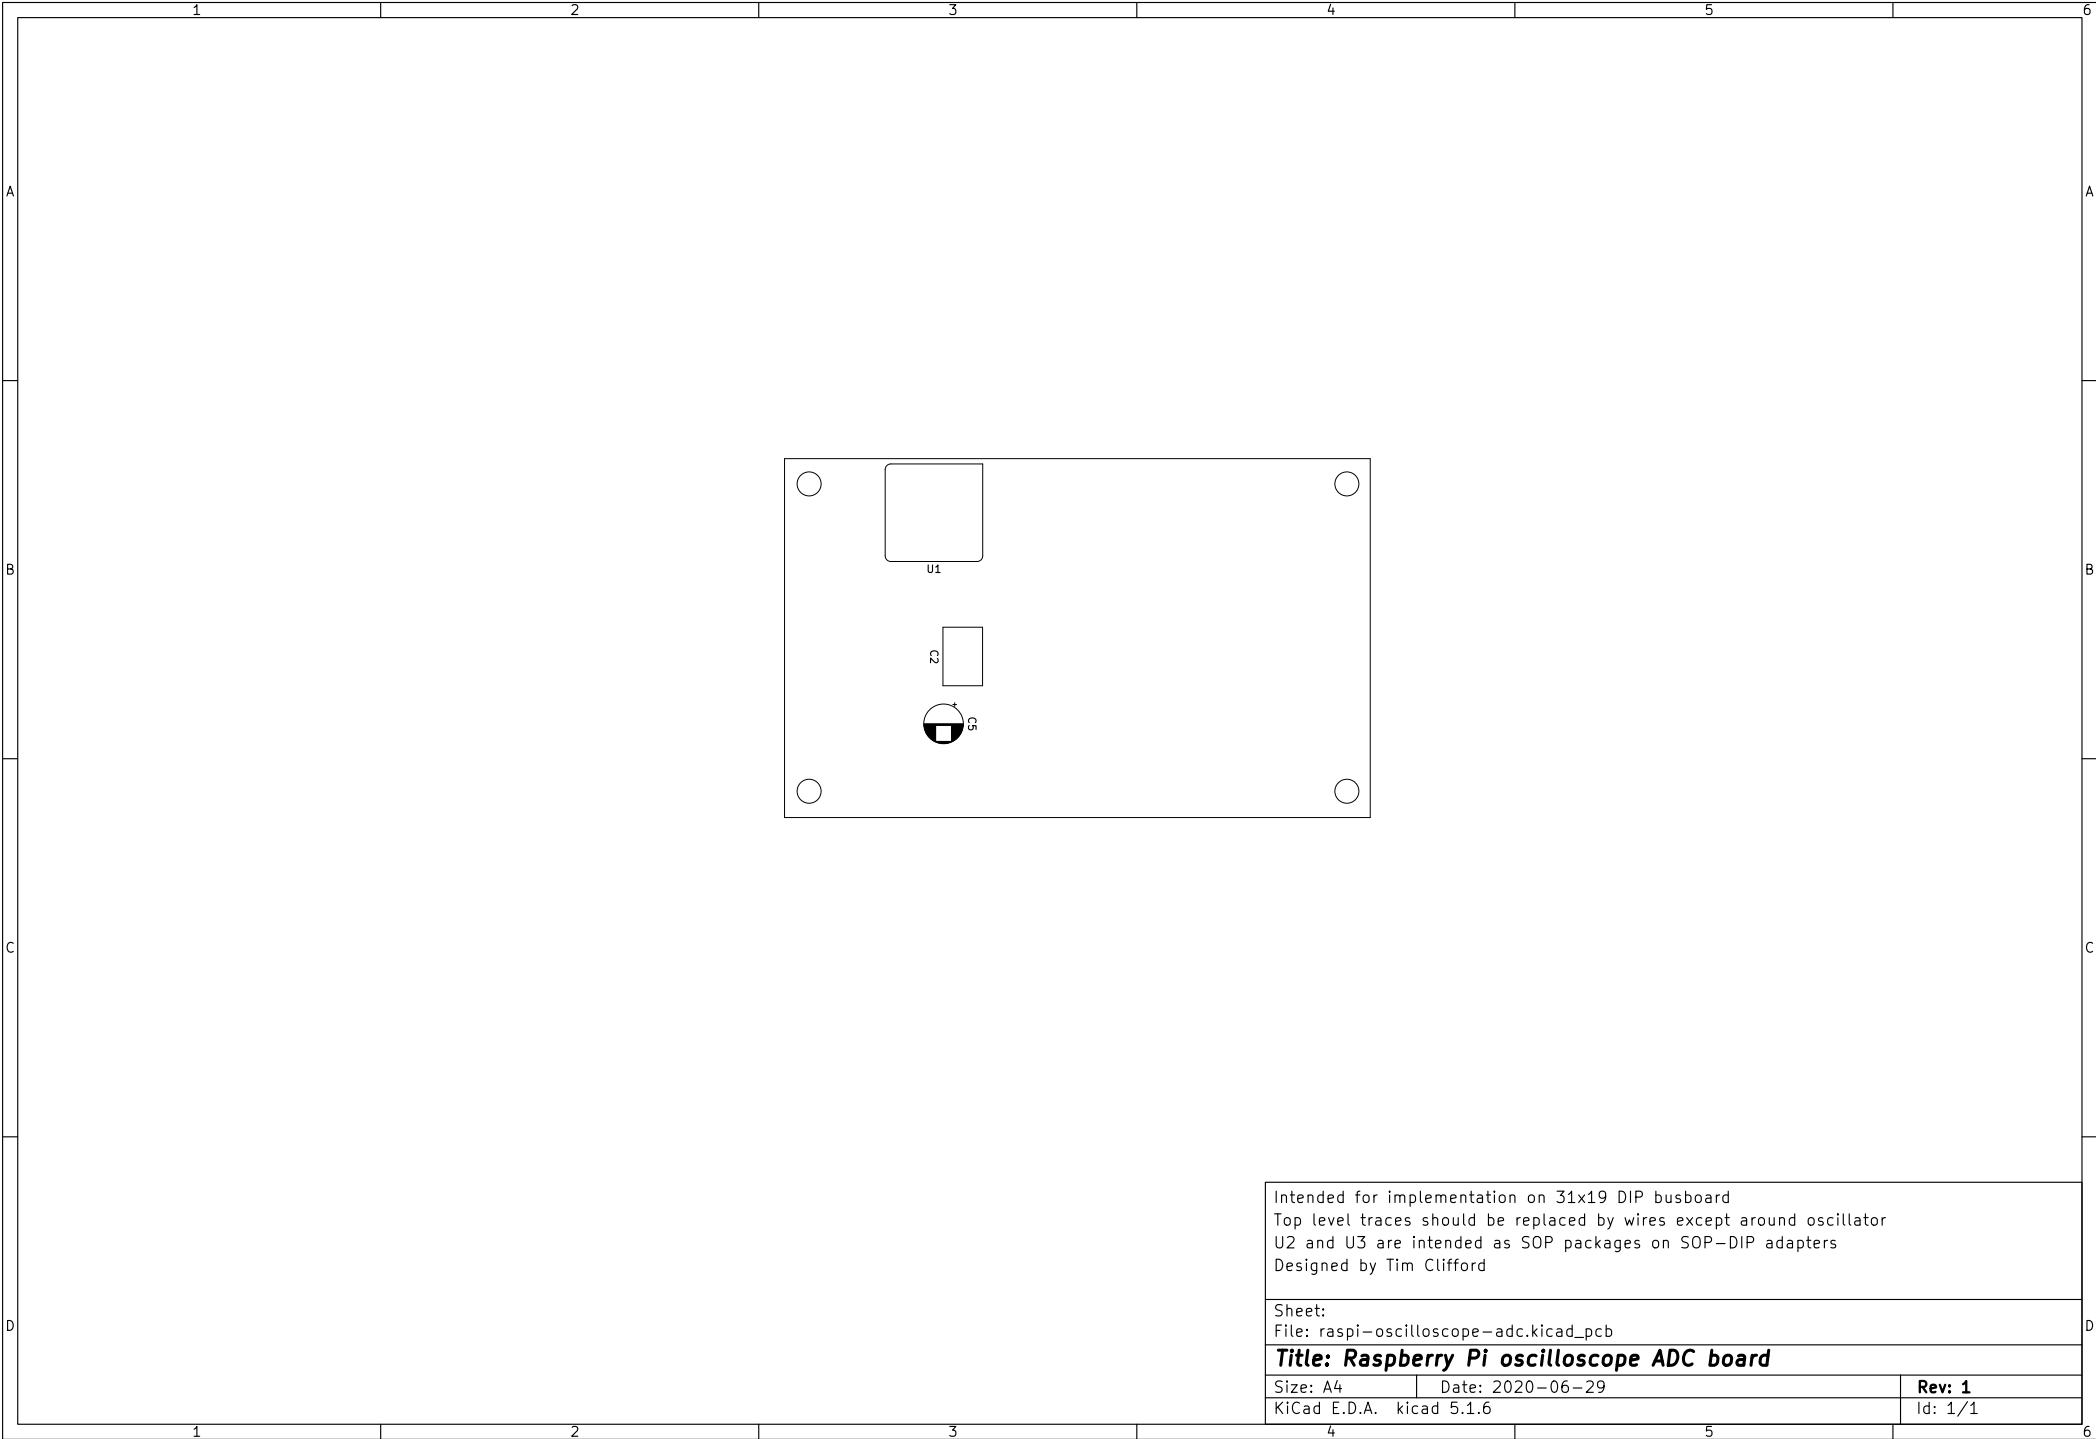 1 2 3 4 5 6
A A
U1
B B
C2
+
C5
C C
Intended for implementation on 31x19 DIP busboard
Top level traces should be replaced by wires except around oscillator
U2 and U3 are intended as SOP packages on SOP-DIP adapters
Designed by Tim Clifford
Sheet:
D D
File: raspi-oscilloscope-adc.kicad_pcb
Title: Raspberry Pi oscilloscope ADC board
Size: A4 Date: 2020-06-29 Rev: 1
KiCad E.D.A. kicad 5.1.6 Id: 1/1
1 2 3 4 5 6